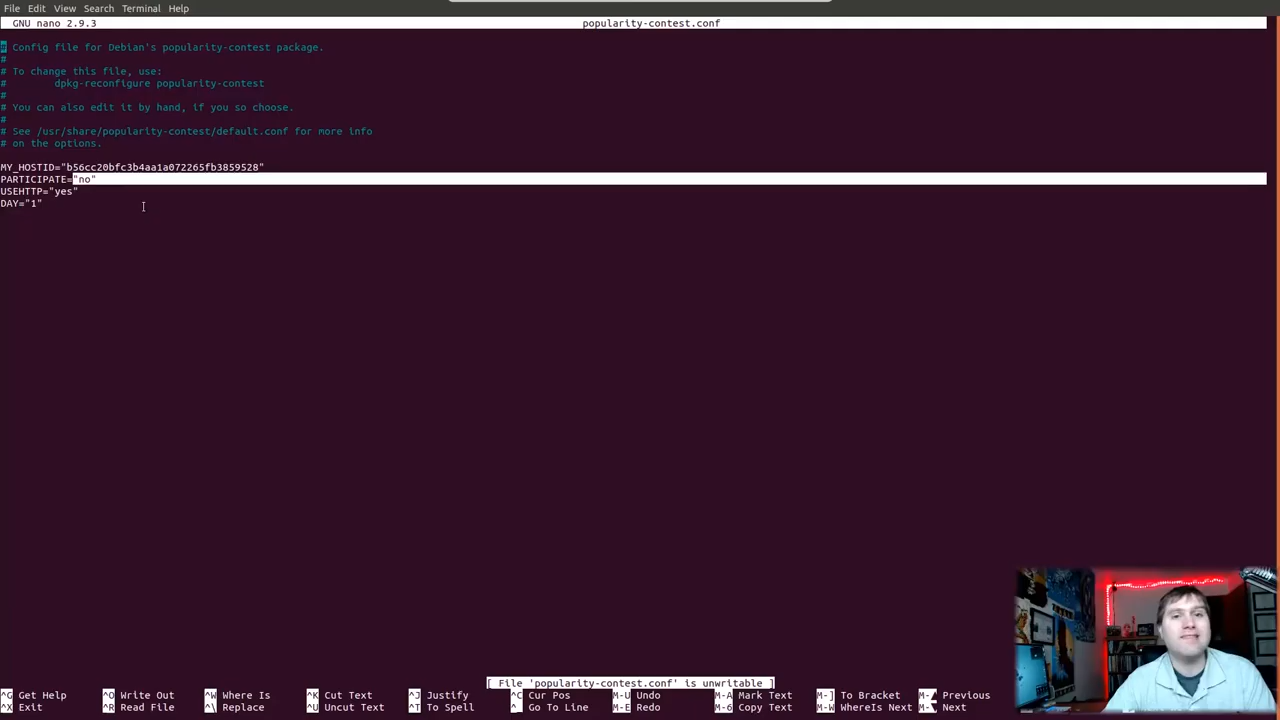 File Edit View Search Terminal Help
GNU nano 2.9.3 popularity-contest.conf
# Config file for Debian's popularity-contest package.
#
# To change this file, use:
# dpkg-reconfigure popularity-contest
#
# You can also edit it by hand, if you so choose.
#
# See /usr/share/popularity-contest/default.conf for more info
# on the options.
MY_HOSTID="b56cc20bfc3b4aa1a072265fb3859528"
PARTICIPATE="no"
USEHTTP="yes"
DAY="1"
[ File 'popularity-contest.conf' is unwritable ]
^G Get Help ^O Write Out ^W Where Is ^K Cut Text ^J Justify ^C Cur Pos M-U Undo M-A Mark Text M-] To Bracket M-▲ Previous
^X Exit ^R Read File ^\ Replace ^U Uncut Text ^T To Spell ^_ Go To Line M-E Redo M-6 Copy Text M-W WhereIs Next M-▼ Next